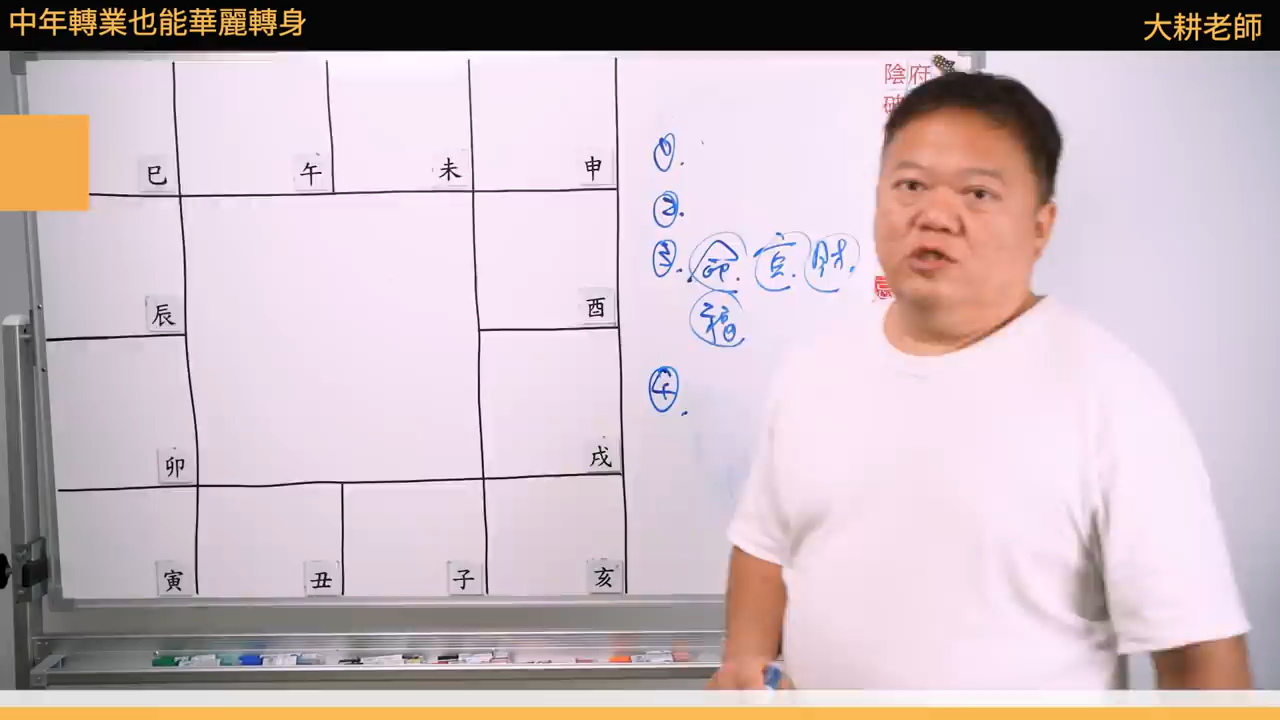 中年轉業也能華麗轉身
大耕老師
陰府
巳
午
未
申
①.
②.
③. 命. 官. 財.
福
辰
酉
④.
忌
卯
戌
寅
丑
子
亥